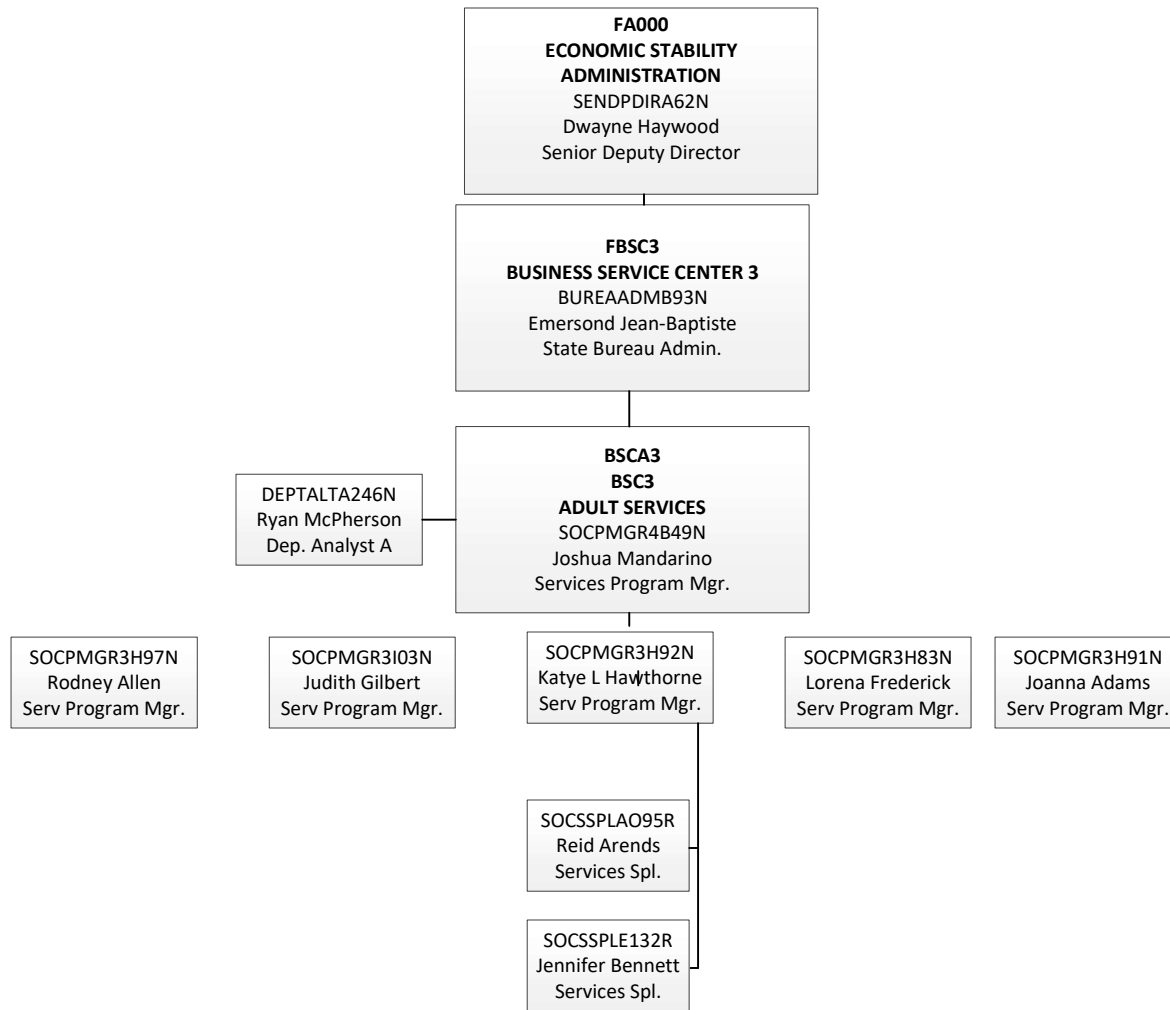 FA000
ECONOMIC STABILITY
ADMINISTRATION
SENDPDIRA62N
Dwayne Haywood
Senior Deputy Director
FBSC3
BUSINESS SERVICE CENTER 3
BUREAADMB93N
Emersond Jean-Baptiste
State Bureau Admin.
BSCA3
BSC3
ADULT SERVICES
SOCPMGR4B49N
Joshua Mandarino
Services Program Mgr.
DEPTALTA246N
Ryan McPherson
Dep. Analyst A
SOCPMGR3H97N
Rodney Allen
Serv Program Mgr.
SOCPMGR3I03N
Judith Gilbert
Serv Program Mgr.
SOCPMGR3H92N
Katye L Hawthorne
Serv Program Mgr.
SOCPMGR3H83N
Lorena Frederick
Serv Program Mgr.
SOCPMGR3H91N
Joanna Adams
Serv Program Mgr.
SOCSSPLAO95R
Reid Arends
Services Spl.
SOCSSPLE132R
Jennifer Bennett
Services Spl.